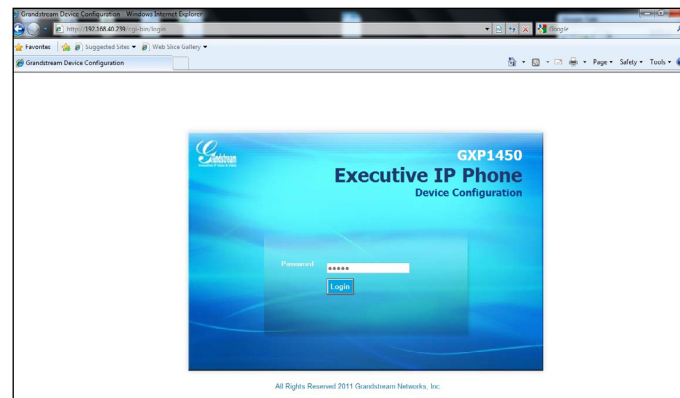 Grandstream Device Configuration - Windows Internet Explorer
http://192.168.40.239/cgi-bin/login
Google
Favorites Suggested Sites Web Slice Gallery
Grandstream Device Configuration
Page Safety Tools
Grandstream
GXP1450
Executive IP Phone
Device Configuration
Password
Login
All Rights Reserved 2011 Grandstream Networks, Inc.